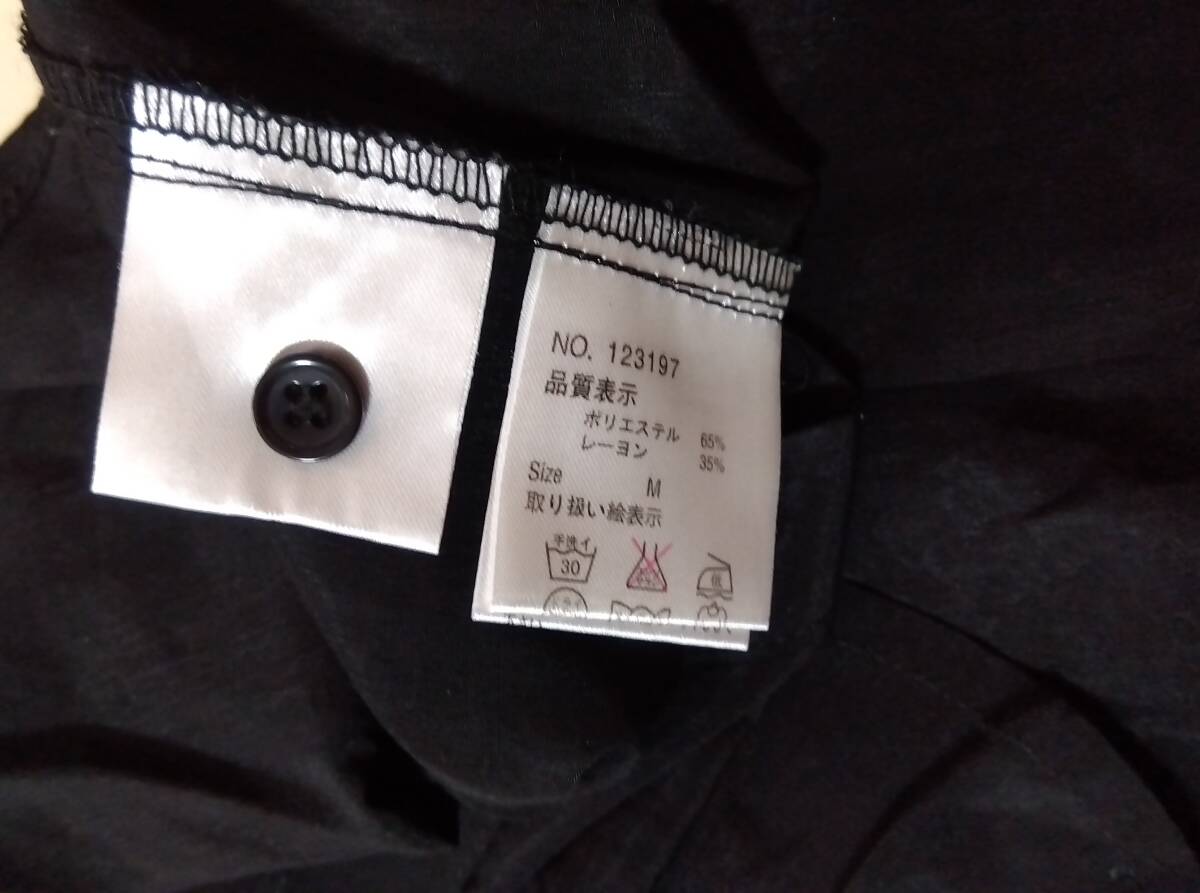 NO. 123197
品質表示
ポリエステル 65%
レーヨン 35%
Size M
取り扱い絵表示
手洗イ
30
低